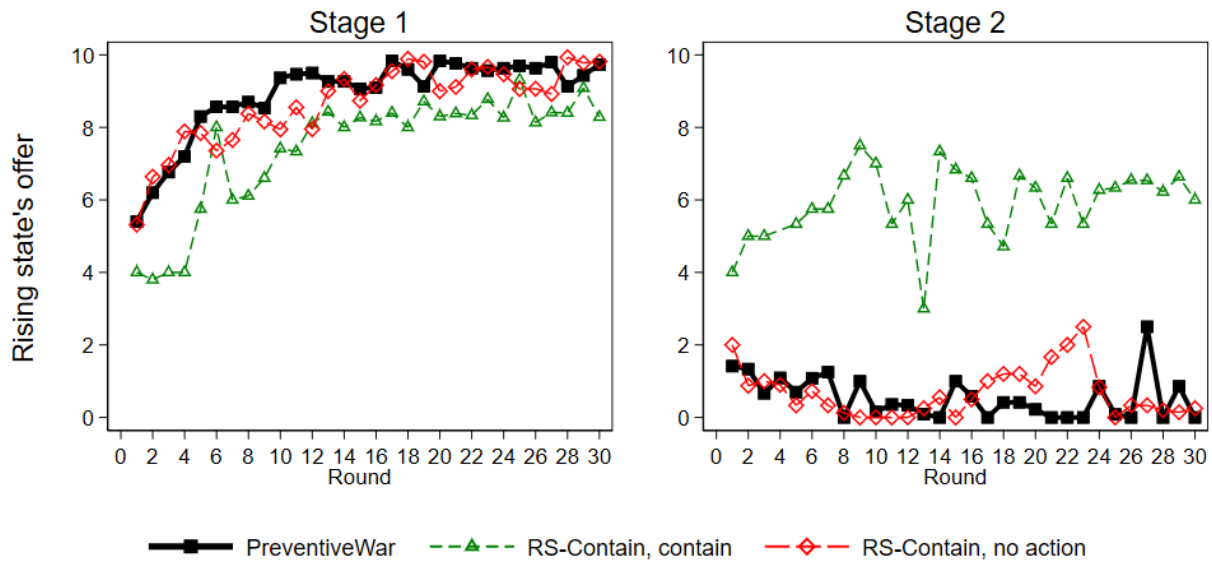 Stage 1
Stage 2
Rising state's offer
10
8
6
4
2
0
0 2 4 6 8 10 12 14 16 18 20 22 24 26 28 30
Round
10
8
6
4
2
0
0 2 4 6 8 10 12 14 16 18 20 22 24 26 28 30
Round
PreventiveWar RS-Contain, contain RS-Contain, no action